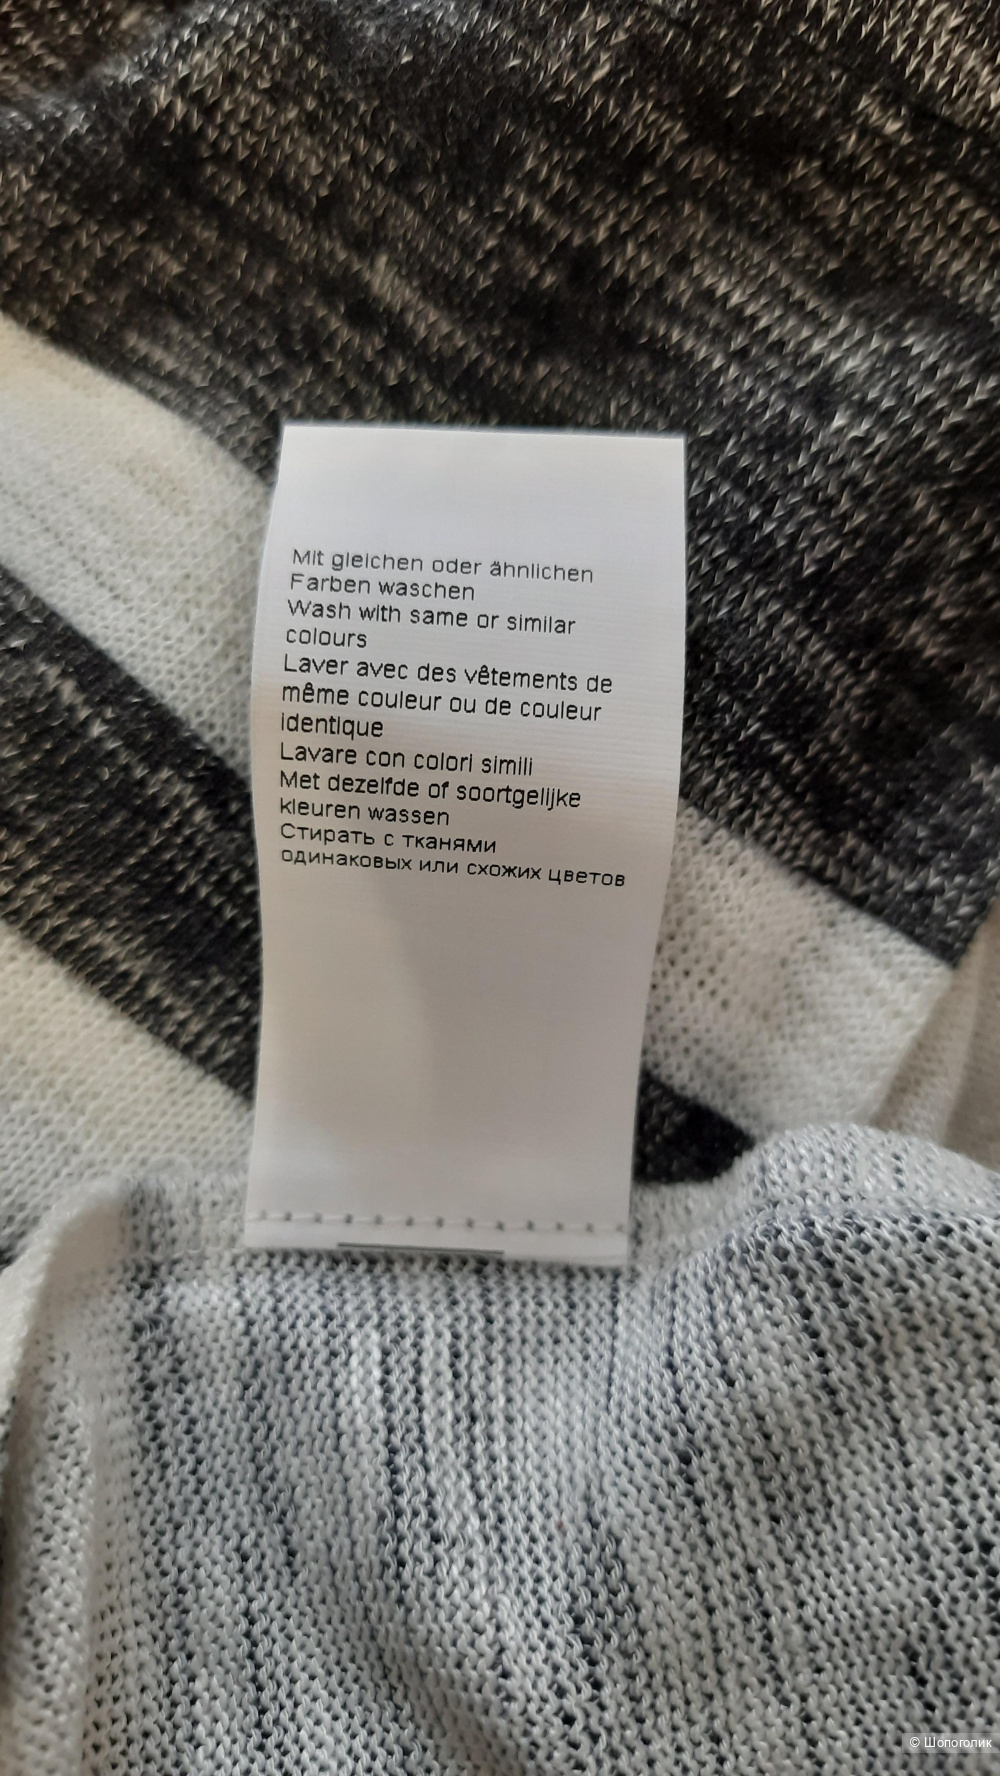 Mit gleichen oder ähnlichen
Farben waschen
Wash with same or similar
colours
Laver avec des vêtements de
même couleur ou de couleur
identique
Lavare con colori simili
Met dezelfde of soortgelijke
kleuren wassen
Стирать с тканями
одинаковых или схожих цветов
© Шопоголик